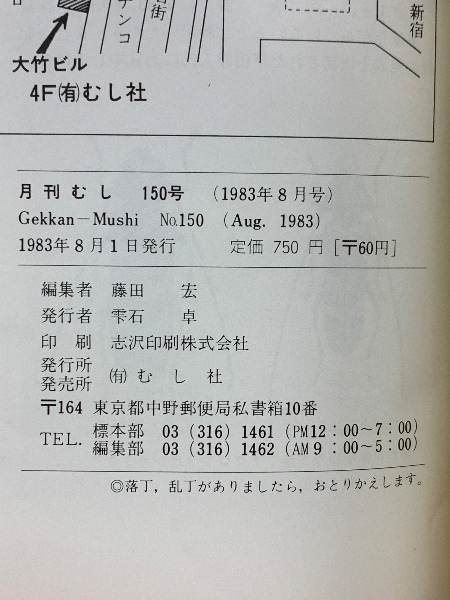 新宿
街
チンコ
大竹ビル
4F㈲むし社
月刊むし 150号 (1983年8月号)
Gekkan－Mushi No.150 (Aug. 1983)
1983年8月1日発行 定価 750 円 [〒60円]
編集者 藤田 宏
発行者 雫石 卓
印 刷 志沢印刷株式会社
発行所
発売所 ㈲むし社
〒164 東京都中野郵便局私書箱10番
TEL. 標本部 03 (316) 1461 (PM12：00〜7：00)
編集部 03 (316) 1462 (AM9：00〜5：00)
◎落丁，乱丁がありましたら，おとりかえします。